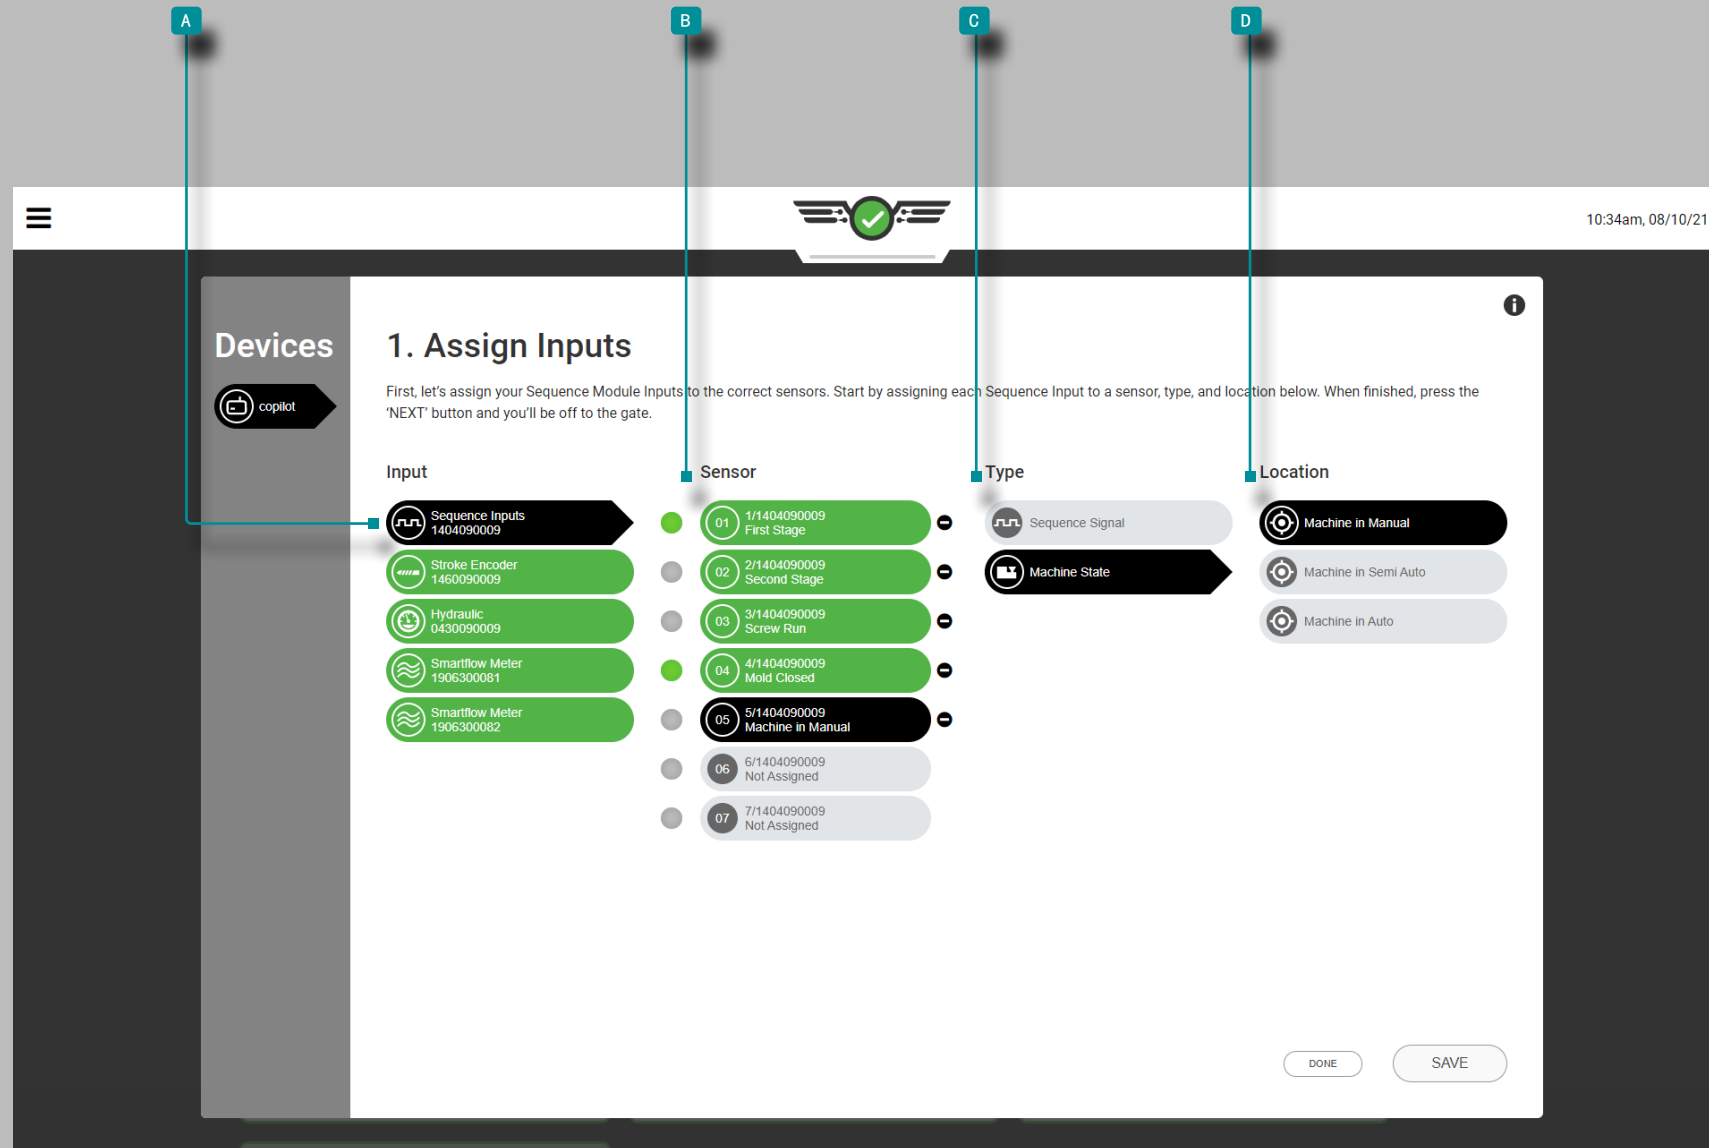 A
B
C
D
10:34am, 08/10/21
Devices
copilot
1. Assign Inputs
First, let's assign your Sequence Module Inputs to the correct sensors. Start by assigning each Sequence Input to a sensor, type, and location below. When finished, press the
‘NEXT’ button and you’ll be off to the gate.
Input
Sensor
Type
Location
Sequence Inputs
1404090009
Stroke Encoder
1460090009
Hydraulic
0430090009
Smartflow Meter
1906300081
Smartflow Meter
1906300082
01
1/1404090009
First Stage
02
2/1404090009
Second Stage
03
3/1404090009
Screw Run
04
4/1404090009
Mold Closed
05
5/1404090009
Machine in Manual
06
6/1404090009
Not Assigned
07
7/1404090009
Not Assigned
Sequence Signal
Machine State
Machine in Manual
Machine in Semi Auto
Machine in Auto
DONE
SAVE